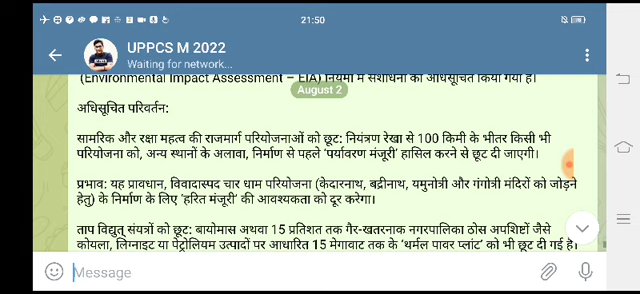 21:50
UPPCS M 2022
Waiting for network...
(Environmental Impact Assessment – EIA) नियमों में संशोधनों को अधिसूचित किया गया है।
August 2
अधिसूचित परिवर्तन:
सामरिक और रक्षा महत्व की राजमार्ग परियोजनाओं को छूट: नियंत्रण रेखा से 100 किमी के भीतर किसी भी
परियोजना को, अन्य स्थानों के अलावा, निर्माण से पहले 'पर्यावरण मंजूरी' हासिल करने से छूट दी जाएगी।
प्रभाव: यह प्रावधान, विवादास्पद चार धाम परियोजना (केदारनाथ, बद्रीनाथ, यमुनोत्री और गंगोत्री मंदिरों को जोड़ने
हेतु) के निर्माण के लिए 'हरित मंजूरी' की आवश्यकता को दूर करेगा।
ताप विद्युत् संयंत्रों को छूट: बायोमास अथवा 15 प्रतिशत तक गैर-खतरनाक नगरपालिका ठोस अपशिष्टों जैसे
कोयला, लिग्नाइट या पेट्रोलियम उत्पादों पर आधारित 15 मेगावाट तक के 'थर्मल पावर प्लांट' को भी छूट दी गई है।
Message